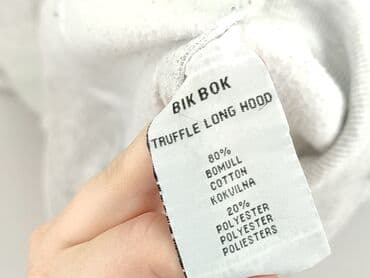 BIK BOK
TRUFFLE LONG HOOD
80%
BOMULL
COTTON
KOKVILNA
20%
POLYESTER
POLYESTER
POLIESTERS